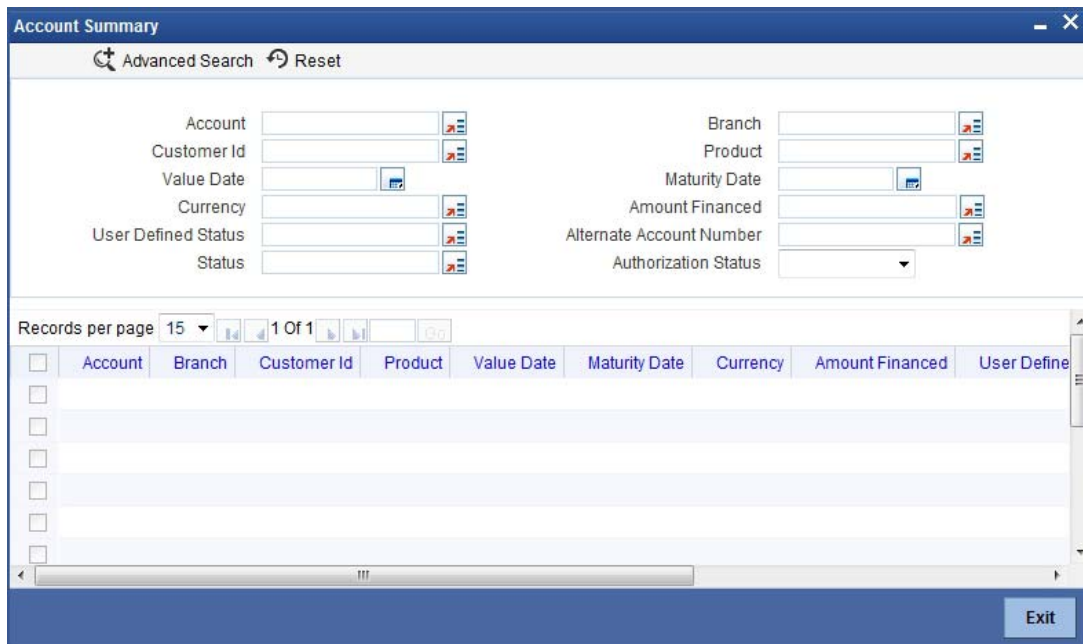 Account Summary
Advanced Search Reset
Account Branch
Customer Id Product
Value Date Maturity Date
Currency Amount Financed
User Defined Status Alternate Account Number
Status Authorization Status
Records per page 15 1 Of 1 Go
Account Branch Customer Id Product Value Date Maturity Date Currency Amount Financed User Define
Exit